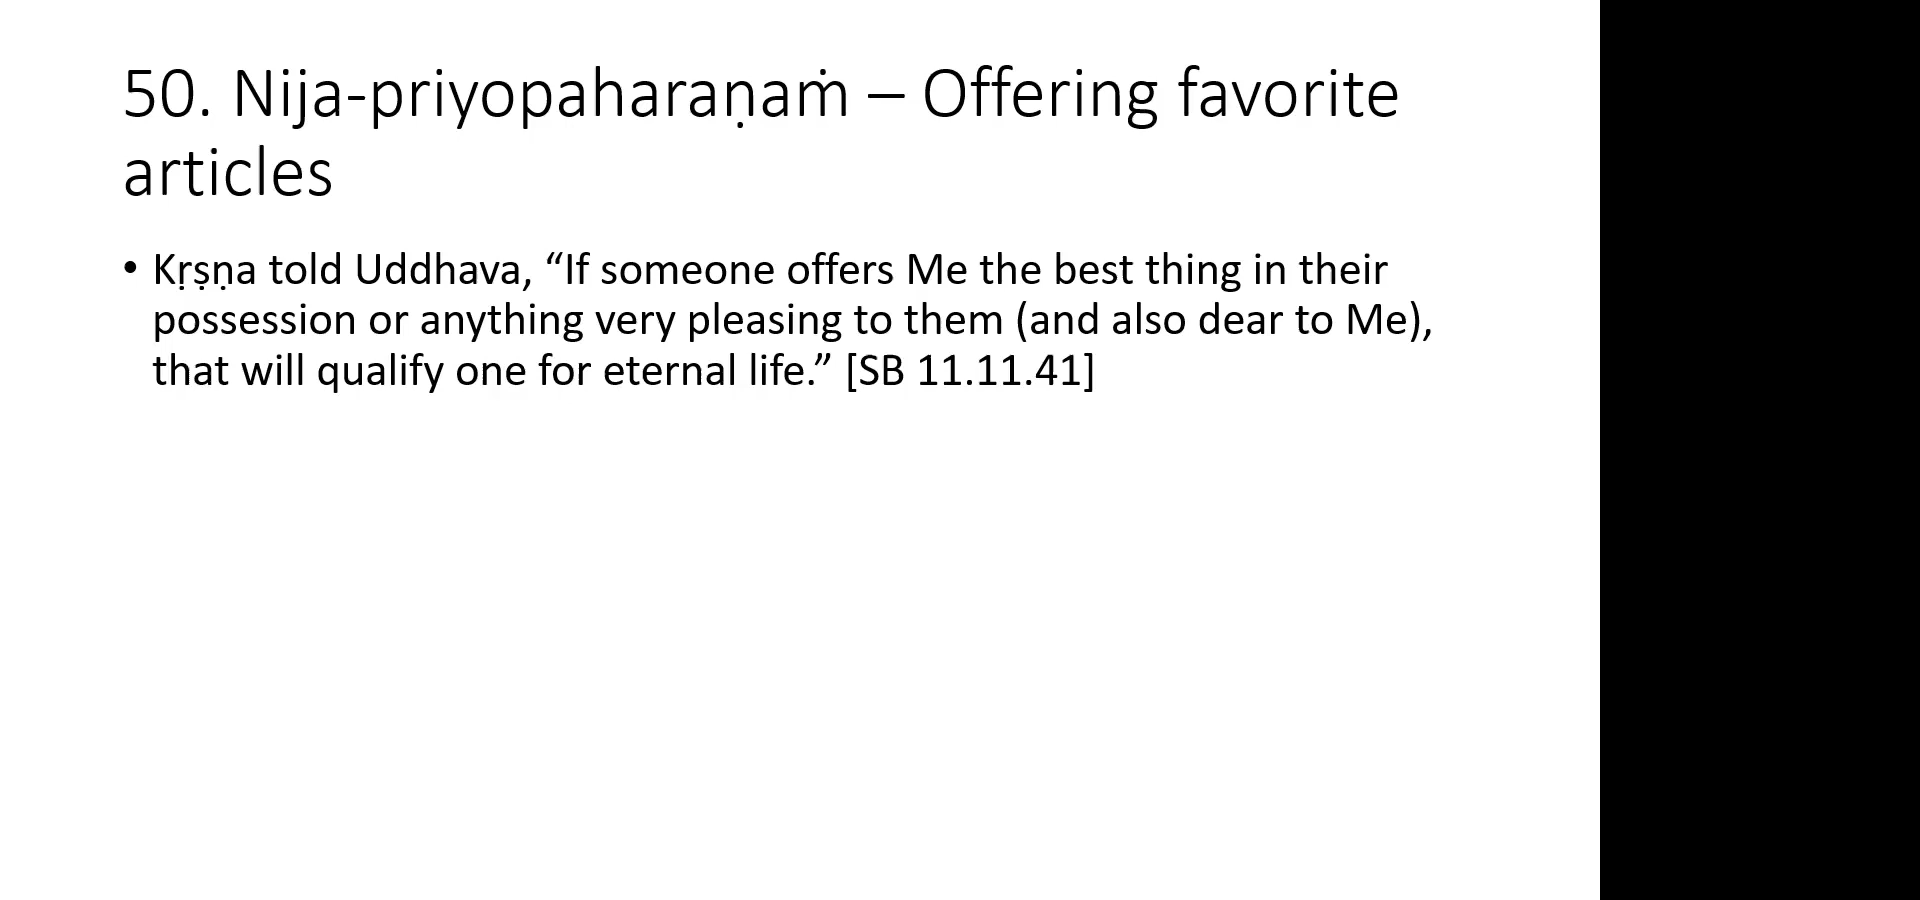 50. Nija-priyopaharaṇaṁ – Offering favorite
articles
• Kṛṣṇa told Uddhava, “If someone offers Me the best thing in their
possession or anything very pleasing to them (and also dear to Me),
that will qualify one for eternal life.” [SB 11.11.41]